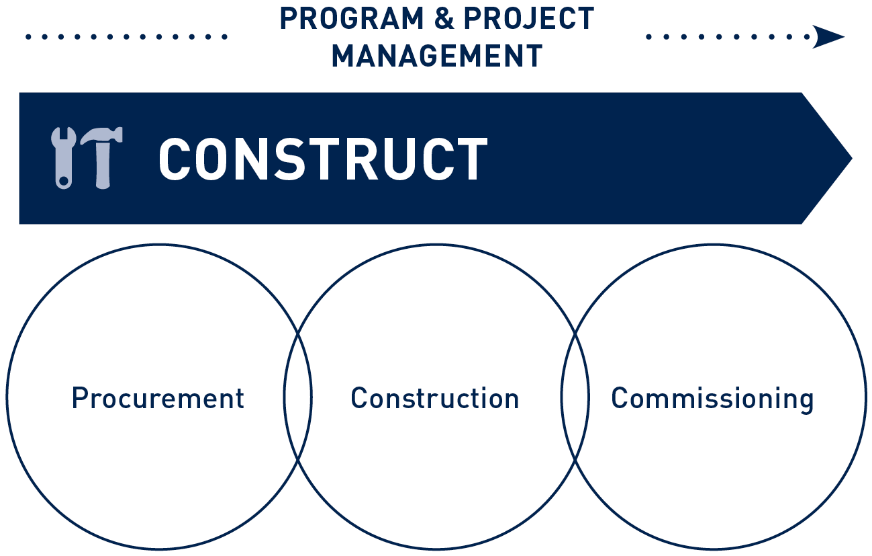 PROGRAM & PROJECT
MANAGEMENT
CONSTRUCT
Procurement
Construction
Commissioning